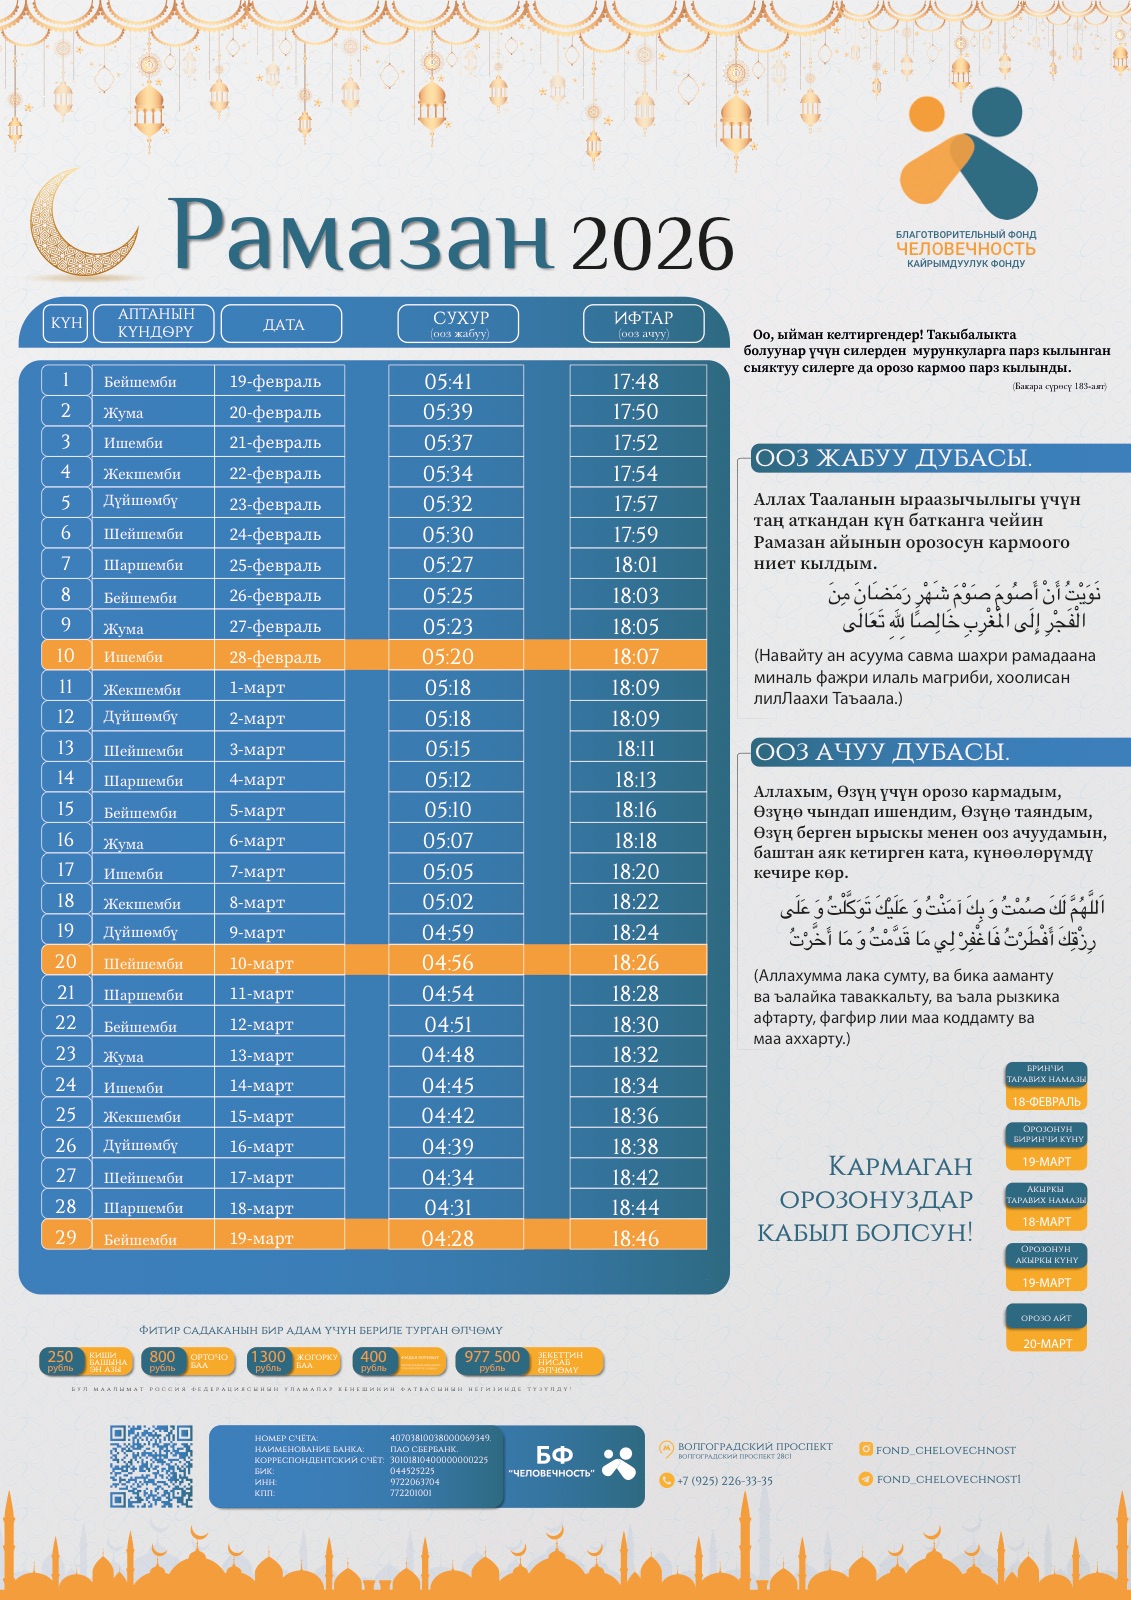 Рамазан 2026
БЛАГОТВОРИТЕЛЬНЫЙ ФОНД
ЧЕЛОВЕЧНОСТЬ
КАЙРЫМДУУЛУК ФОНДУ
КҮН АПТАНЫН КҮНДӨРҮ ДАТА СУХУР (ооз жабуу) ИФТАР (ооз ачуу)
1 Бейшемби 19-февраль 05:41 17:48
2 Жума 20-февраль 05:39 17:50
3 Ишемби 21-февраль 05:37 17:52
4 Жекшемби 22-февраль 05:34 17:54
5 Дүйшөмбү 23-февраль 05:32 17:57
6 Шейшемби 24-февраль 05:30 17:59
7 Шаршемби 25-февраль 05:27 18:01
8 Бейшемби 26-февраль 05:25 18:03
9 Жума 27-февраль 05:23 18:05
10 Ишемби 28-февраль 05:20 18:07
11 Жекшемби 1-март 05:18 18:09
12 Дүйшөмбү 2-март 05:18 18:09
13 Шейшемби 3-март 05:15 18:11
14 Шаршемби 4-март 05:12 18:13
15 Бейшемби 5-март 05:10 18:16
16 Жума 6-март 05:07 18:18
17 Ишемби 7-март 05:05 18:20
18 Жекшемби 8-март 05:02 18:22
19 Дүйшөмбү 9-март 04:59 18:24
20 Шейшемби 10-март 04:56 18:26
21 Шаршемби 11-март 04:54 18:28
22 Бейшемби 12-март 04:51 18:30
23 Жума 13-март 04:48 18:32
24 Ишемби 14-март 04:45 18:34
25 Жекшемби 15-март 04:42 18:36
26 Дүйшөмбү 16-март 04:39 18:38
27 Шейшемби 17-март 04:34 18:42
28 Шаршемби 18-март 04:31 18:44
29 Бейшемби 19-март 04:28 18:46
Оо, ыйман келтиргендер! Такыбалыкта
болуунар үчүн силерден мурункуларга парз кылынган
сыяктуу силерге да орозо кармоо парз кылынды.
(Бакара сүрөсү 183-аят)
ООЗ ЖАБУУ ДУБАСЫ.
Аллах Тааланын ыраазычылыгы үчүн
таң аткандан күн батканга чейин
Рамазан айынын орозосун кармоого
ниет кылдым.
نَوَيْتُ أَنْ أَصُومَ صَوْمَ شَهْرِ رَمَضَانَ مِنَ
الْفَجْرِ إِلَى الْمَغْرِبِ خَالِصًا لِلهِ تَعَالَى
(Навайту ан асуума савма шахри рамадаана
миналь фажри илаль магриби, хоолисан
лилЛаахи Таъаала.)
ООЗ АЧУУ ДУБАСЫ.
Аллахым, Өзүң үчүн орозо кармадым,
Өзүңө чындап ишендим, Өзүңө таяндым,
Өзүң берген ырыскы менен ооз ачуудамын,
баштан аяк кетирген ката, күнөөлөрүмдү
кечире көр.
اَللَّهُمَّ لَكَ صُمْتُ وَ بِكَ اَمَنْتُ وَ عَلَيْكَ تَوَكَّلْتُ وَ عَلَى
رِزْقِكَ أَفْطَرْتُ فَاغْفِرْ لِي مَا قَدَّمْتُ وَ مَا أَخَّرْتُ
(Аллахумма лака сумту, ва бика ааманту
ва ъалайка таваккальту, ва ъала рызкика
афтарту, фагфир лии маа коддамту ва
маа аххарту.)
БРИНЧИ
ТАРАВИХ НАМАЗЫ
18-ФЕВРАЛЬ
ОРОЗОНУН
БИРИНЧИ КҮНҮ
19-МАРТ
АКЫРКЫ
ТАРАВИХ НАМАЗЫ
18-МАРТ
ОРОЗОНУН
АКЫРКЫ КҮНҮ
19-МАРТ
ОРОЗО АЙТ
20-МАРТ
КАРМАГАН
ОРОЗОНУЗДАР
КАБЫЛ БОЛСУН!
ФИТИР САДАКАНЫН БИР АДАМ ҮЧҮН БЕРИЛЕ ТУРГАН ӨЛЧӨМҮ
250 рубль КИШИ БАШЫНА ЭН АЗЫ
800 рубль ОРТОЧО БАА
1300 рубль ЖОГОРКУ БАА
400 рубль
977 500 рубль ЗЕКЕТТИН НИСАБ ӨЛЧӨМҮ
БУЛ МААЛЫМАТ РОССИЯ ФЕДЕРАЦИЯСЫНЫН УЛАМАЛАР КЕНЕШИНИН ФАТВАСЫНЫН НЕГИЗИНДЕ ТҮЗҮЛДҮ!
НОМЕР СЧЁТА: 40703810038000069349.
НАИМЕНОВАНИЕ БАНКА: ПАО СБЕРБАНК.
КОРРЕСПОНДЕНТСКИЙ СЧЁТ: 30101810400000000225
БИК: 044525225
ИНН: 9722063704
КПП: 772201001
БФ
"ЧЕЛОВЕЧНОСТЬ"
ВОЛГОГРАДСКИЙ ПРОСПЕКТ
ВОЛГОГРАДСКИЙ ПРОСПЕКТ 28С1
+7 (925) 226-33-35
FOND_CHELOVECHNOST
FOND_CHELOVECHNOST1